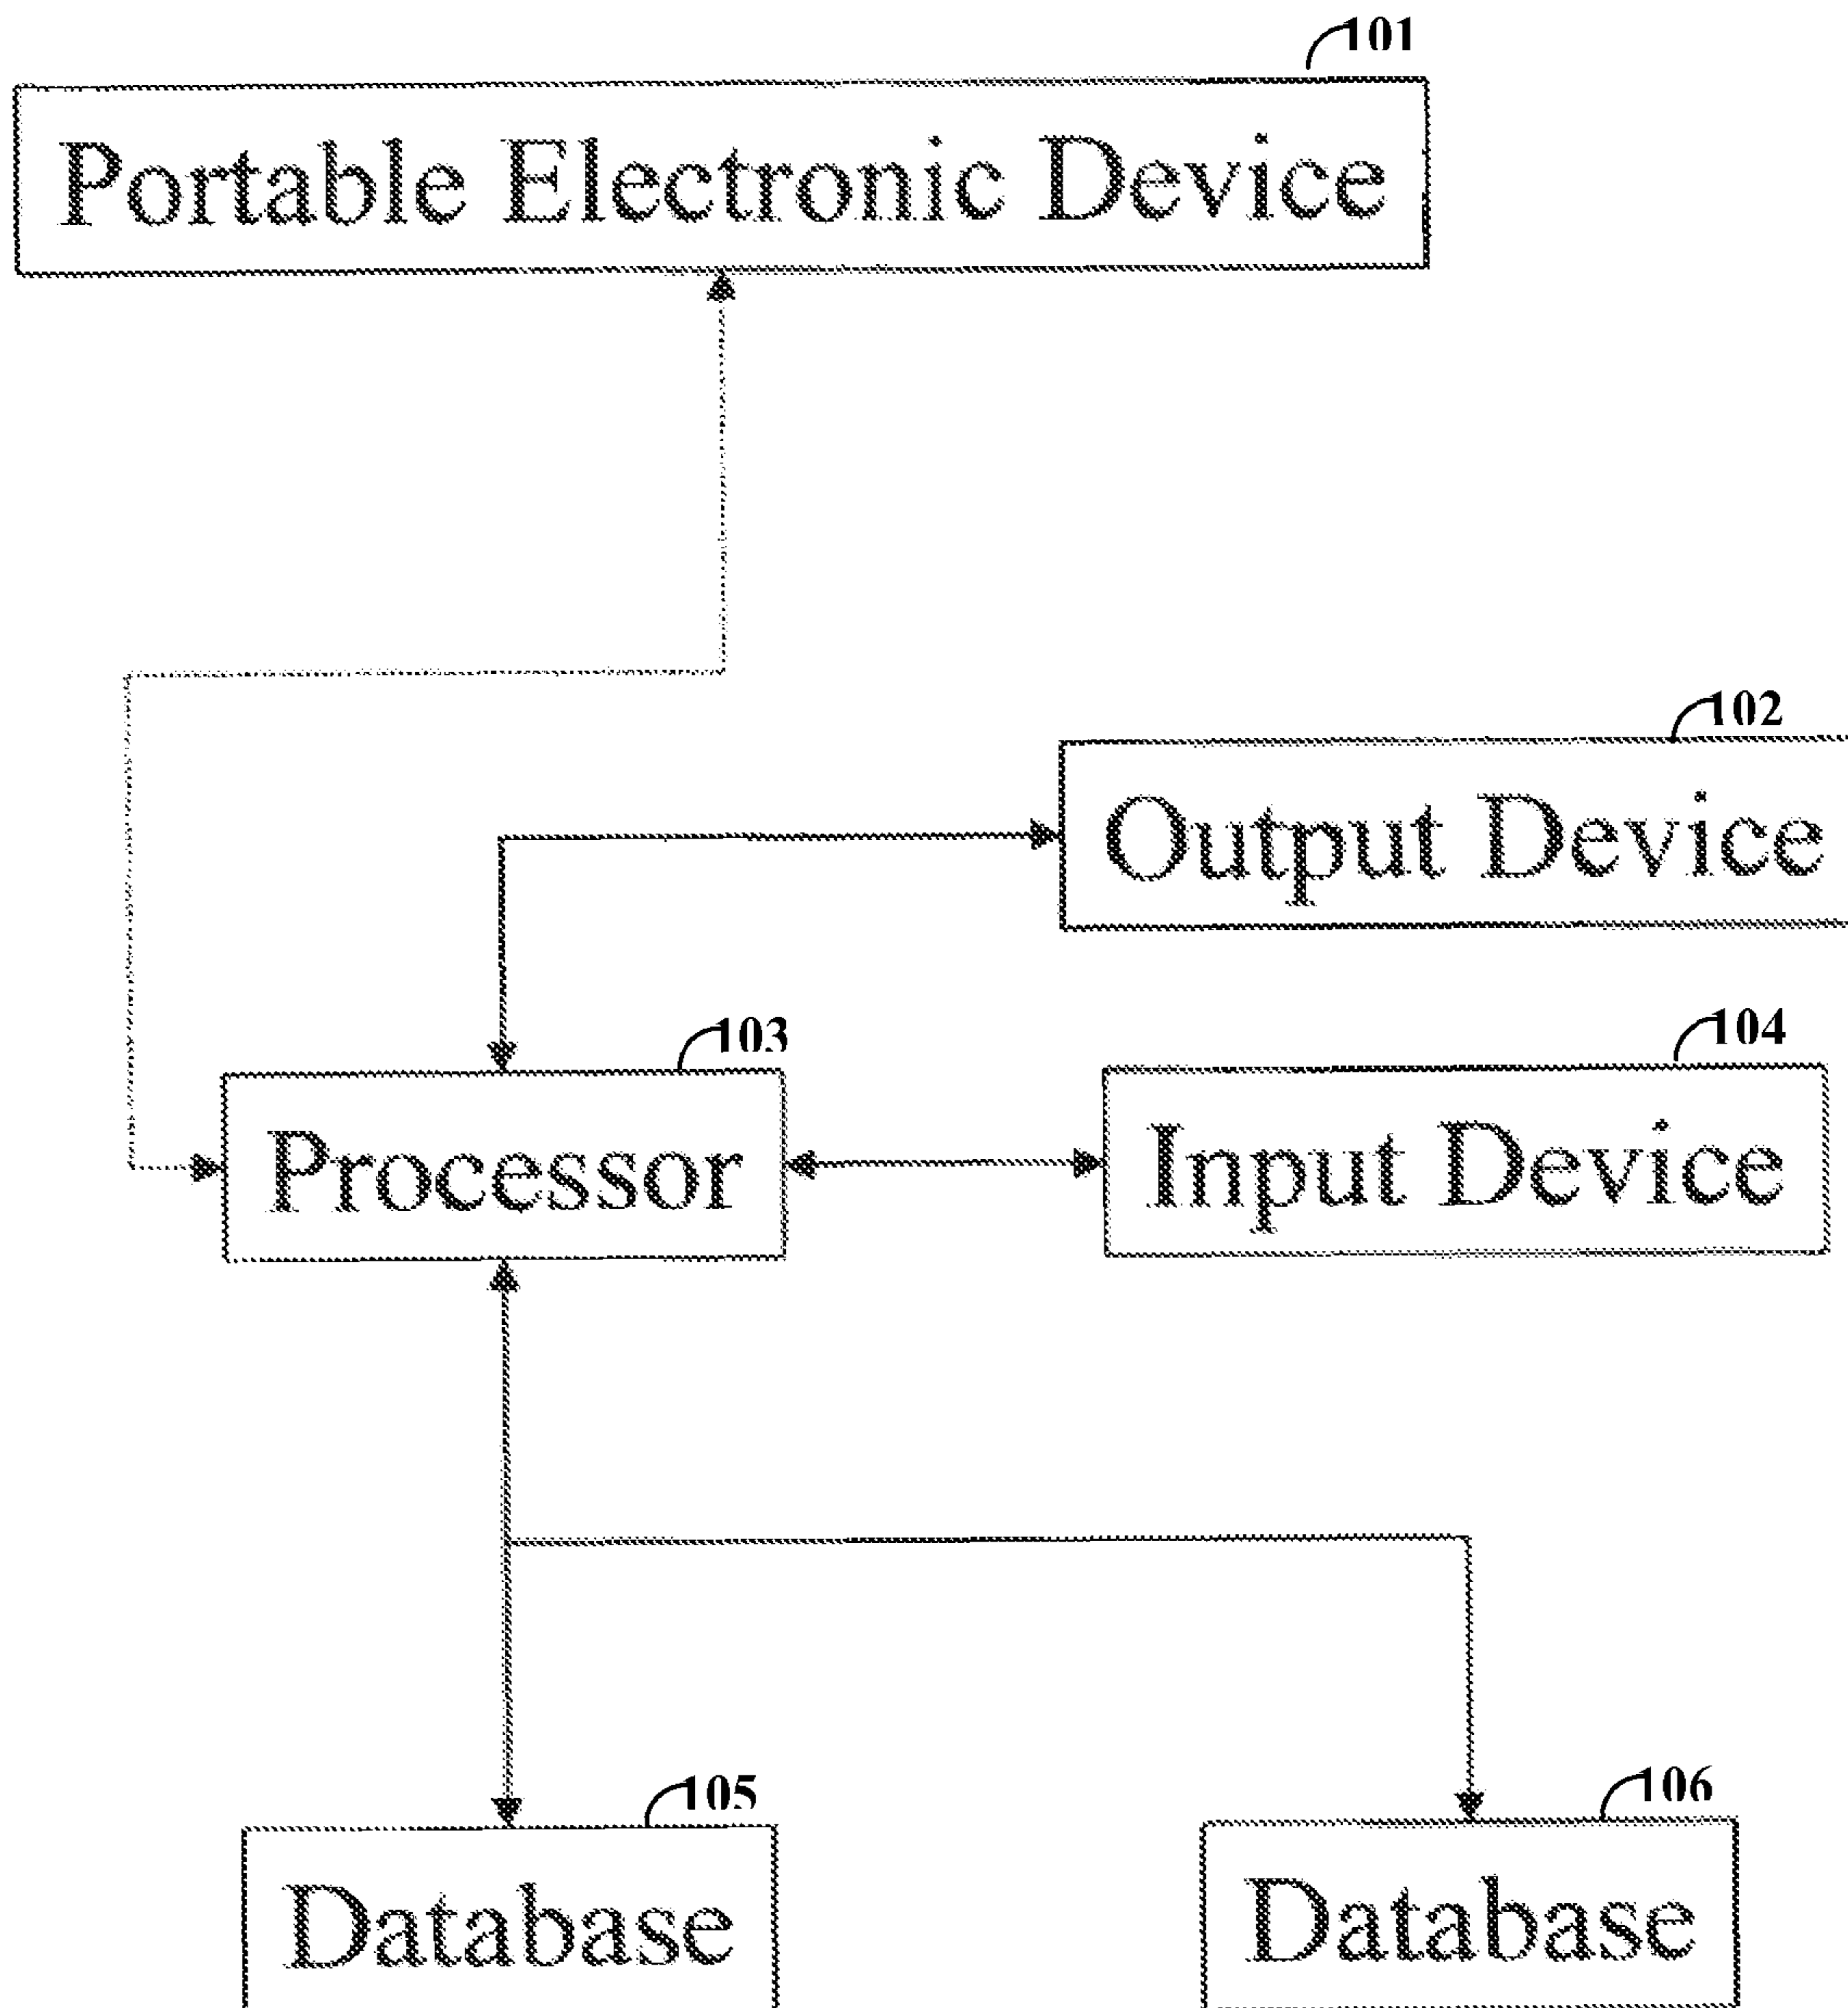 101
Portable Electronic Device
102
Output Device
103
Processor
104
Input Device
105
Database
106
Database